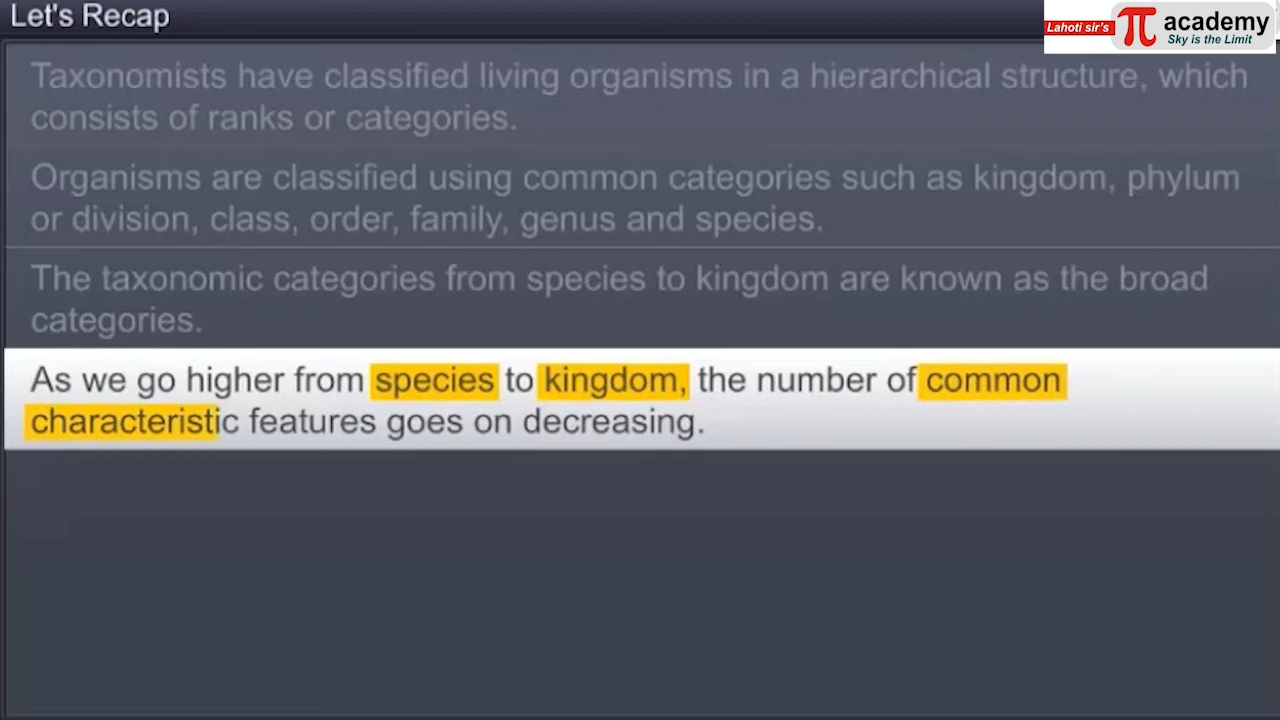 Let's Recap
Lahoti sir's π academy
Sky is the Limit
Taxonomists have classified living organisms in a hierarchical structure, which
consists of ranks or categories.
Organisms are classified using common categories such as kingdom, phylum
or division, class, order, family, genus and species.
The taxonomic categories from species to kingdom are known as the broad
categories.
As we go higher from species to kingdom, the number of common
characteristic features goes on decreasing.